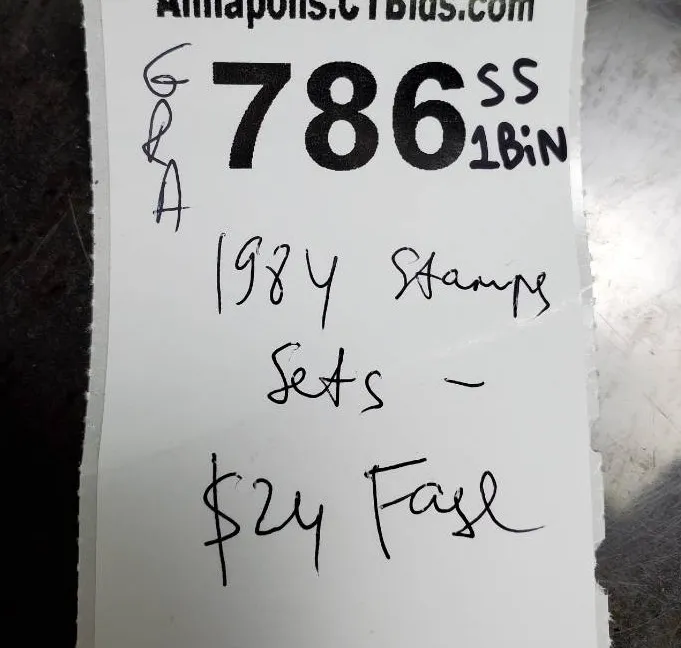 Annapolis.CTBids.com
GRA
786 SS
1BiN
1984 Stamps
Sets -
$24 Face